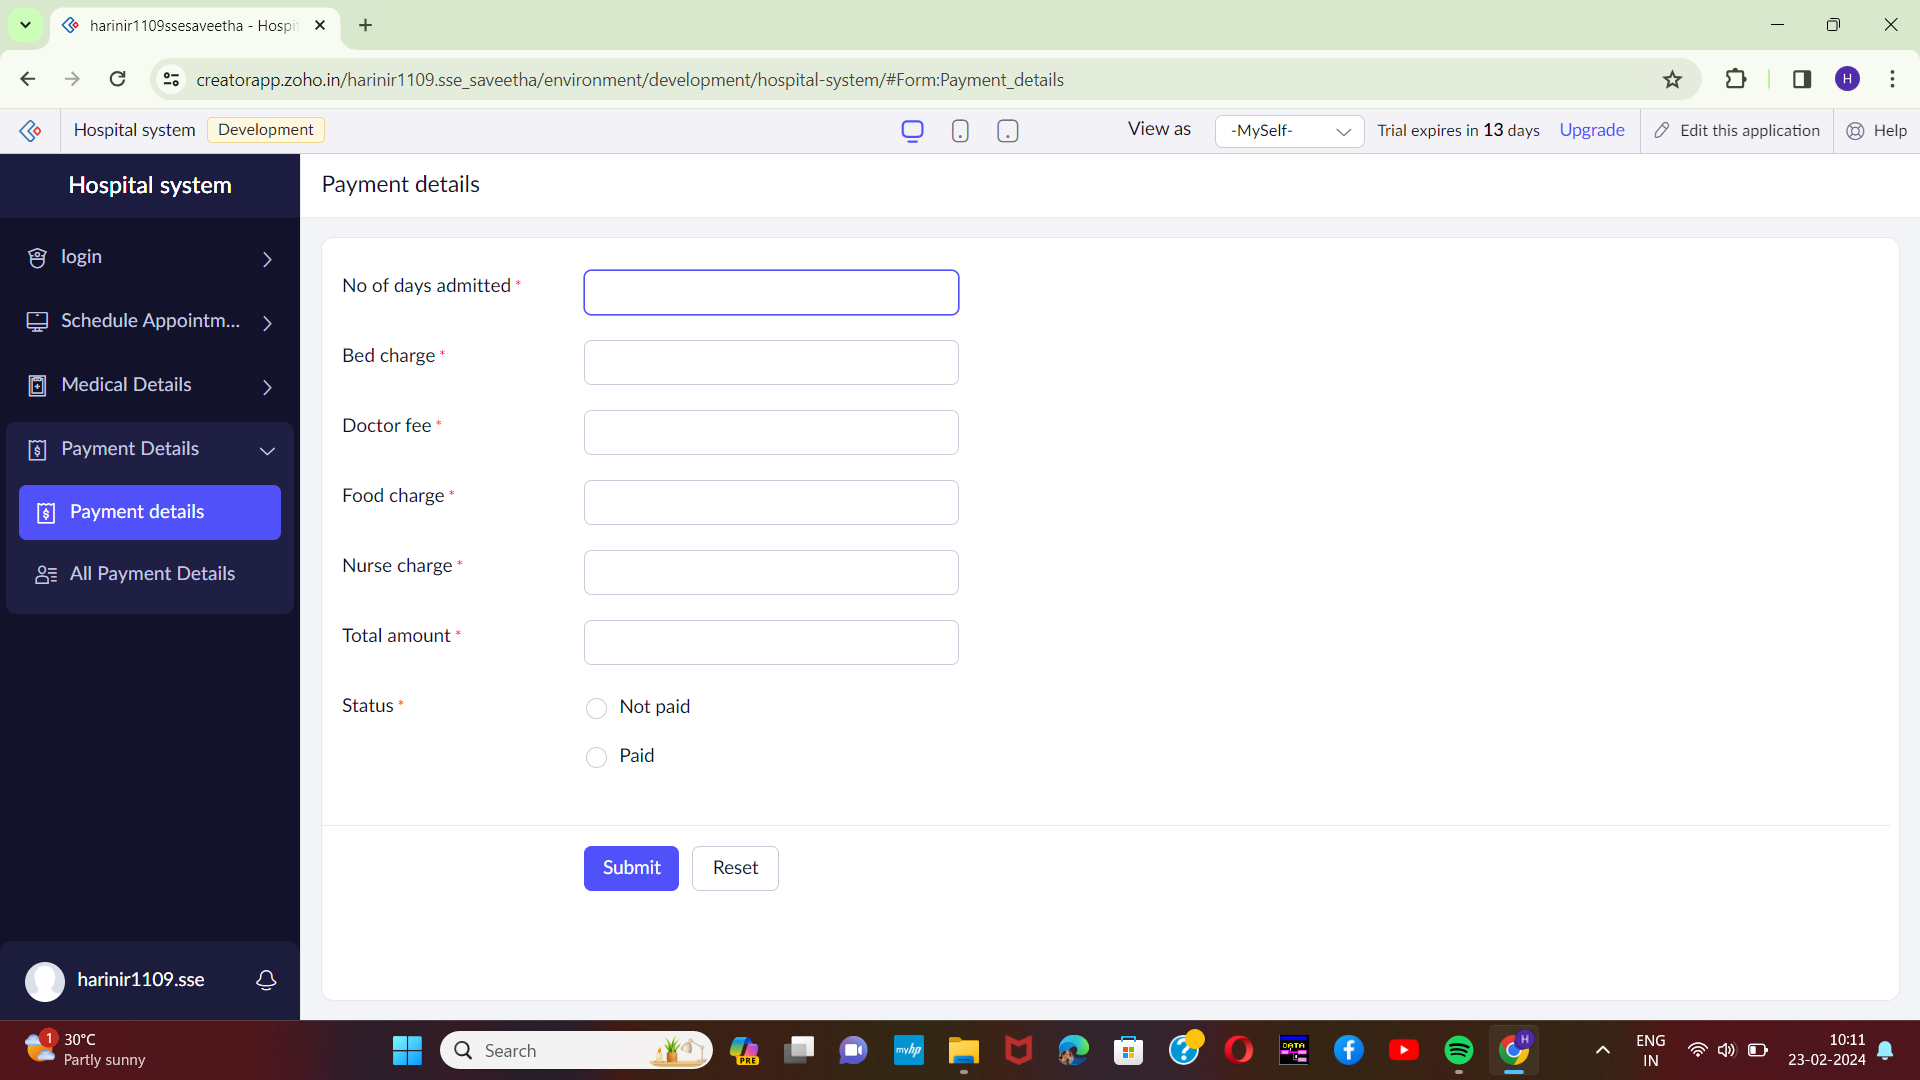 harinir1109ssesaveetha - Hospi
creatorapp.zoho.in/harinir1109.sse_saveetha/environment/development/hospital-system/#Form:Payment_details
H
Hospital system
Development
View as
-MySelf-
Trial expires in 13 days
Upgrade
Edit this application
Help
Hospital system
login
Schedule Appointm...
Medical Details
Payment Details
Payment details
All Payment Details
harinir1109.sse
Payment details
No of days admitted *
Bed charge *
Doctor fee *
Food charge *
Nurse charge *
Total amount *
Status *
Not paid
Paid
Submit
Reset
1
30°C
Partly sunny
Search
PRE
myhp
DATA
H
ENG
IN
10:11
23-02-2024